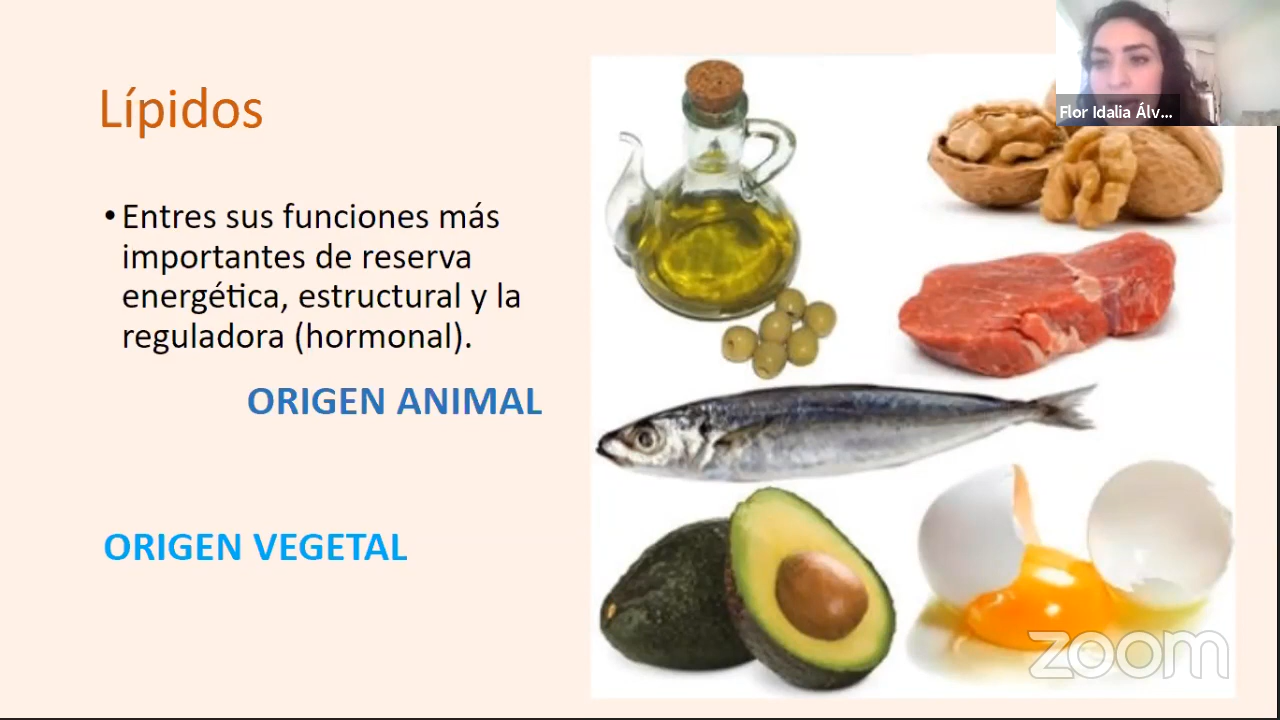 Lípidos
• Entres sus funciones más
importantes de reserva
energética, estructural y la
reguladora (hormonal).
ORIGEN ANIMAL
ORIGEN VEGETAL
Flor Idalia Álv...
zoom